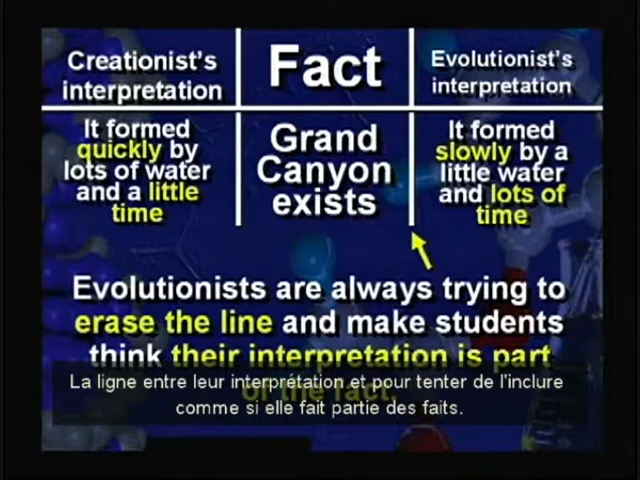 Creationist's
interpretation
Fact
Evolutionist's
interpretation
It formed
quickly by
lots of water
and a little
time
Grand
Canyon
exists
It formed
slowly by a
little water
and lots of
time
Evolutionists are always trying to
erase the line and make students
think their interpretation is part
of the fact.
La ligne entre leur interprétation et pour tenter de l'inclure
comme si elle fait partie des faits.